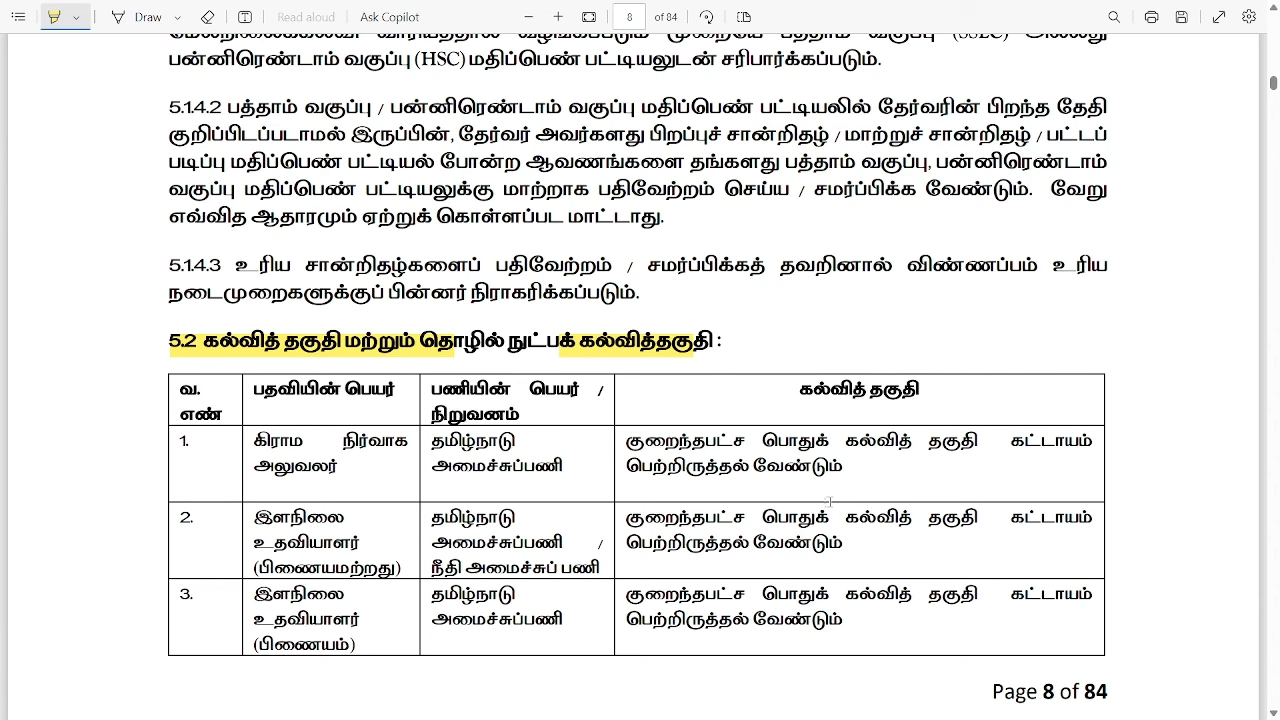 Draw
Read aloud
Ask Copilot
8 of 84
பன்னிரெண்டாம் வகுப்பு (HSC) மதிப்பெண் பட்டியலுடன் சரிபார்க்கப்படும்.
5.1.4.2 பத்தாம் வகுப்பு / பன்னிரெண்டாம் வகுப்பு மதிப்பெண் பட்டியலில் தேர்வரின் பிறந்த தேதி
குறிப்பிடப்படாமல் இருப்பின், தேர்வர் அவர்களது பிறப்புச் சான்றிதழ் / மாற்றுச் சான்றிதழ் / பட்டப்
படிப்பு மதிப்பெண் பட்டியல் போன்ற ஆவணங்களை தங்களது பத்தாம் வகுப்பு, பன்னிரெண்டாம்
வகுப்பு மதிப்பெண் பட்டியலுக்கு மாற்றாக பதிவேற்றம் செய்ய / சமர்ப்பிக்க வேண்டும். வேறு
எவ்வித ஆதாரமும் ஏற்றுக் கொள்ளப்பட மாட்டாது.
5.1.4.3 உரிய சான்றிதழ்களைப் பதிவேற்றம் / சமர்ப்பிக்கத் தவறினால் விண்ணப்பம் உரிய
நடைமுறைகளுக்குப் பின்னர் நிராகரிக்கப்படும்.
5.2 கல்வித் தகுதி மற்றும் தொழில் நுட்பக் கல்வித்தகுதி :
வ. எண்
பதவியின் பெயர்
பணியின் பெயர் /
நிறுவனம்
கல்வித் தகுதி
1.
கிராம நிர்வாக
அலுவலர்
தமிழ்நாடு
அமைச்சுப்பணி
குறைந்தபட்ச பொதுக் கல்வித் தகுதி கட்டாயம்
பெற்றிருத்தல் வேண்டும்
2.
இளநிலை
உதவியாளர்
(பிணையமற்றது)
தமிழ்நாடு
அமைச்சுப்பணி /
நீதி அமைச்சுப் பணி
குறைந்தபட்ச பொதுக் கல்வித் தகுதி கட்டாயம்
பெற்றிருத்தல் வேண்டும்
3.
இளநிலை
உதவியாளர்
(பிணையம்)
தமிழ்நாடு
அமைச்சுப்பணி
குறைந்தபட்ச பொதுக் கல்வித் தகுதி கட்டாயம்
பெற்றிருத்தல் வேண்டும்
Page 8 of 84